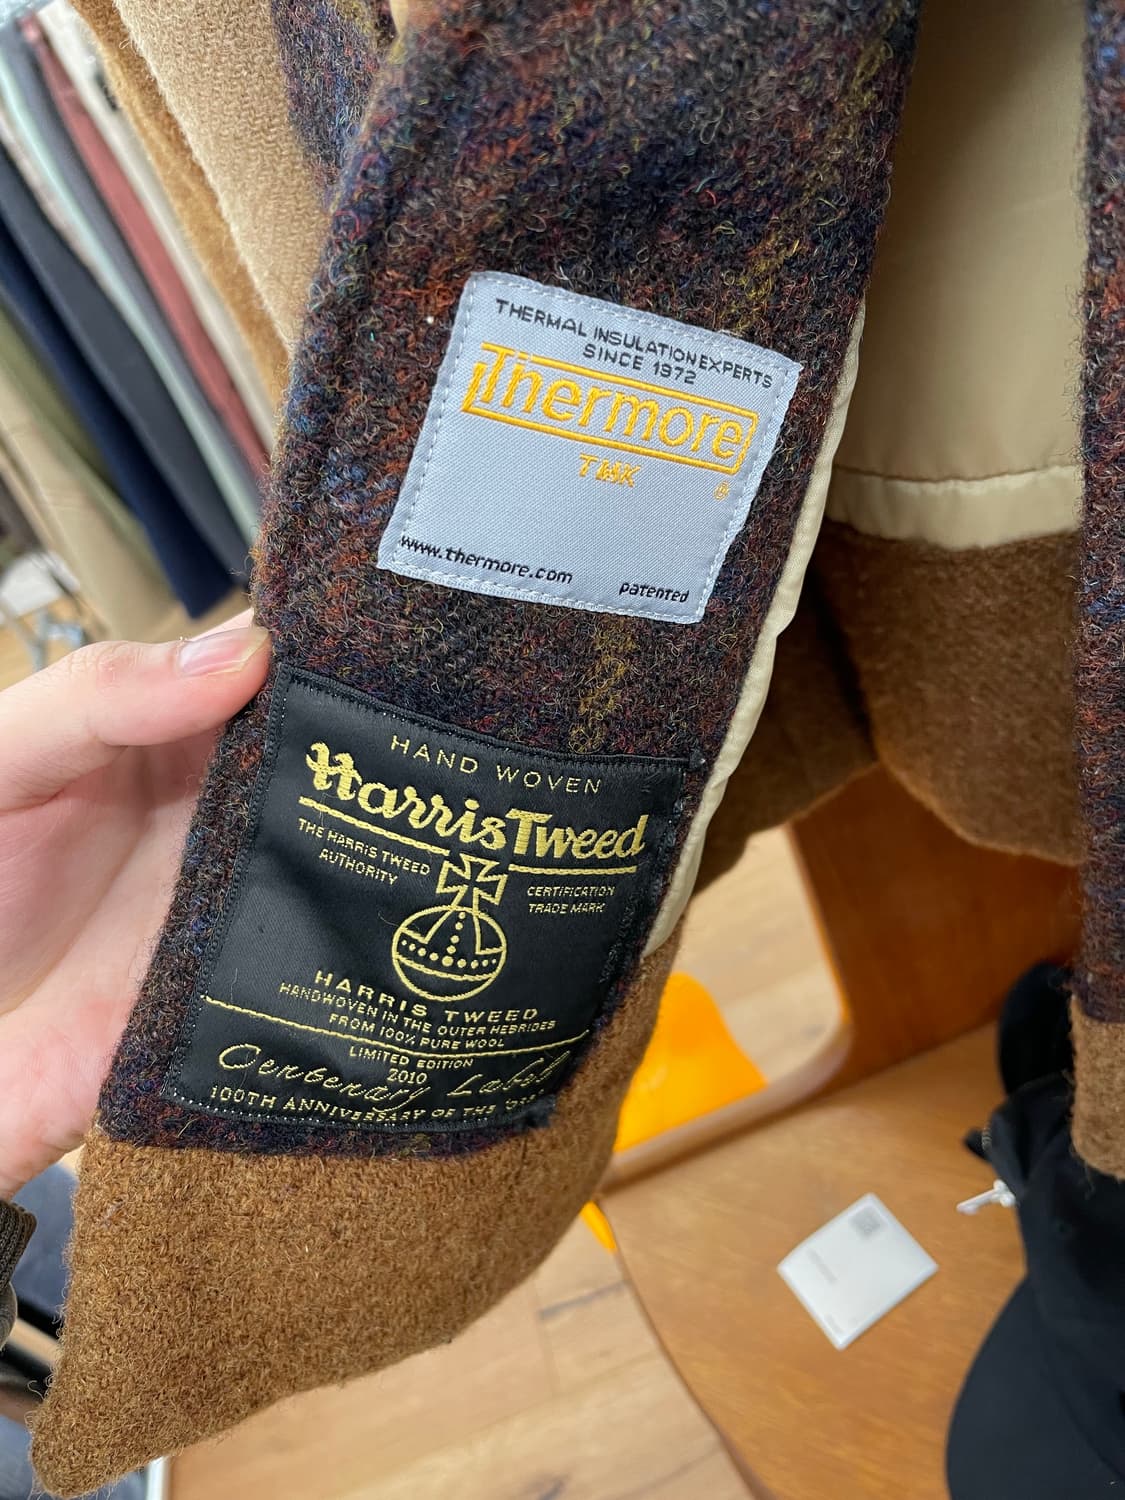 THERMAL INSULATION EXPERTS
SINCE 1972
Thermore
®
www.thermore.com
patented
HAND WOVEN
Harris Tweed
THE HARRIS TWEED
AUTHORITY
CERTIFICATION
TRADE MARK
HARRIS TWEED
HANDWOVEN IN THE OUTER HEBRIDES
FROM 100% PURE WOOL
LIMITED EDITION
2010
Centenary Label
100TH ANNIVERSARY OF THE